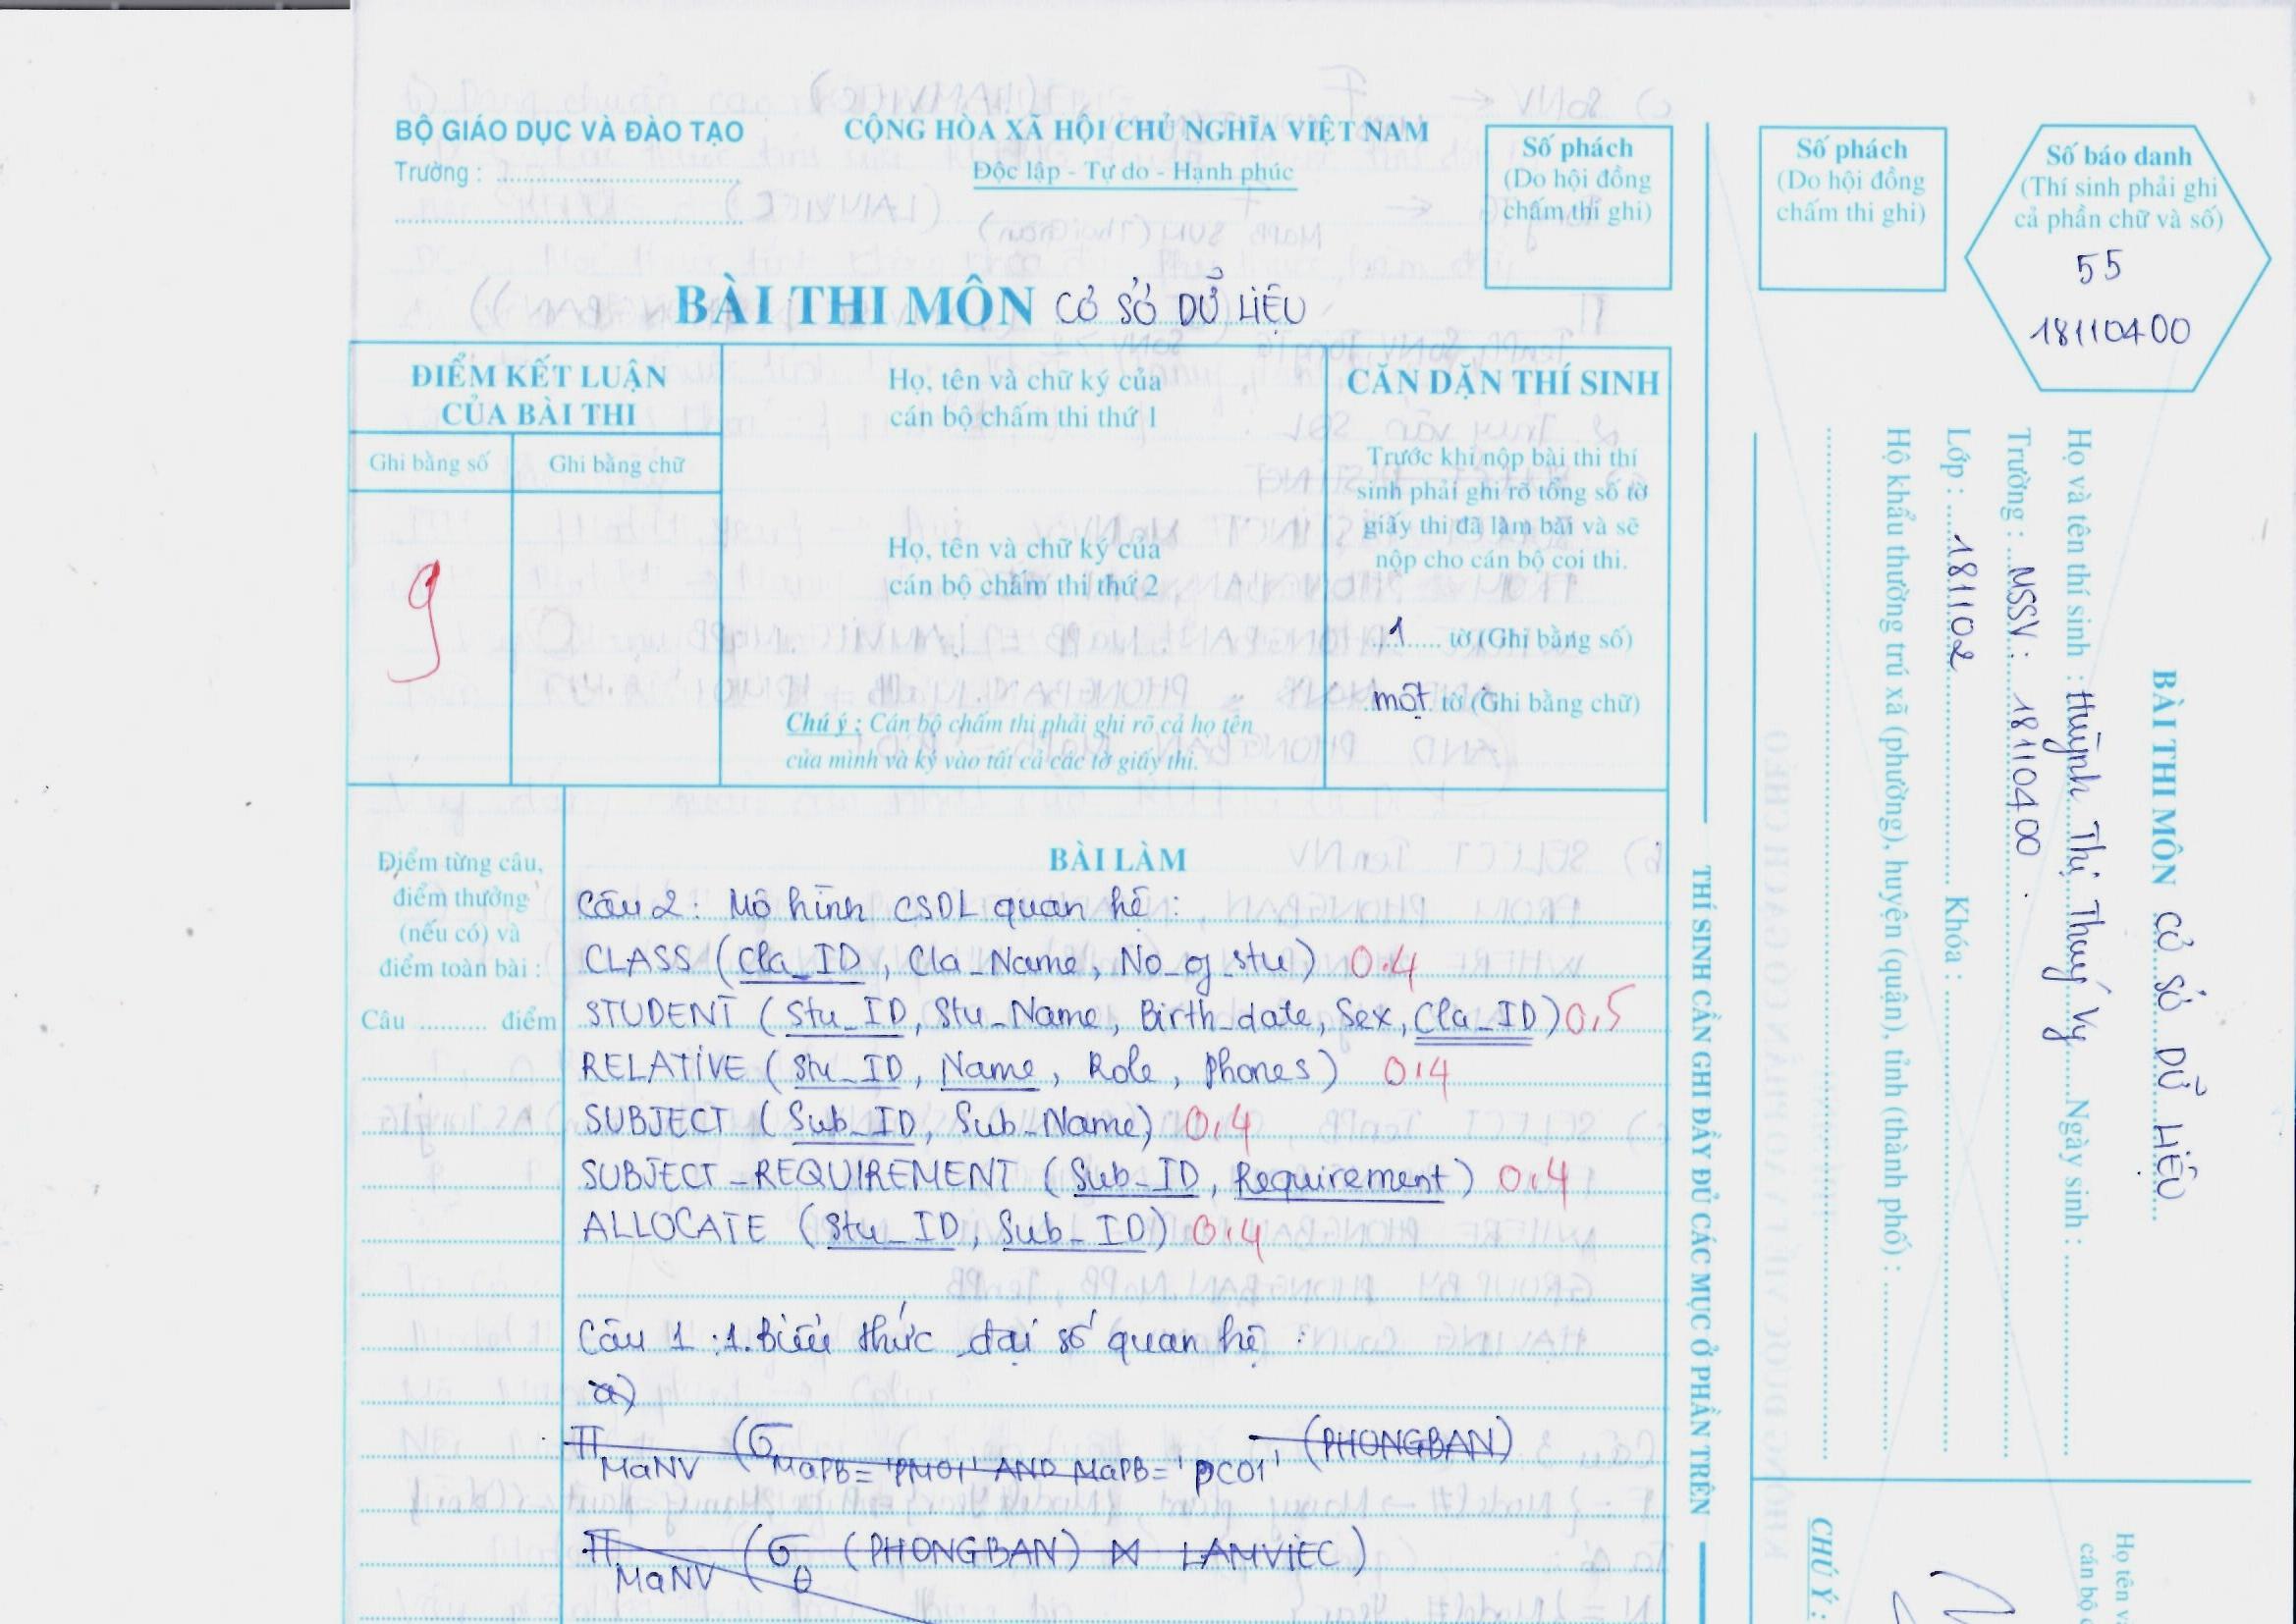 BỘ GIÁO DỤC VÀ ĐÀO TẠO
Trường :
CỘNG HÒA XÃ HỘI CHỦ NGHĨA VIỆT NAM
Độc lập - Tự do - Hạnh phúc
Số phách
(Do hội đồng
chấm thi ghi)
Số phách
(Do hội đồng
chấm thi ghi)
Số báo danh
(Thí sinh phải ghi
cả phần chữ và số)
55
18110400
BÀI THI MÔN CƠ SỞ DỮ LIỆU
ĐIỂM KẾT LUẬN
CỦA BÀI THI
Ghi bằng số
Ghi bằng chữ
9
Họ, tên và chữ ký của
cán bộ chấm thi thứ 1
Họ, tên và chữ ký của
cán bộ chấm thi thứ 2
Chú ý : Cán bộ chấm thi phải ghi rõ cả họ tên
của mình và ký vào tất cả các tờ giấy thi.
CĂN DẶN THÍ SINH
Trước khi nộp bài thi thí
sinh phải ghi rõ tổng số tờ
giấy thi đã làm bài và sẽ
nộp cho cán bộ coi thi.
1 tờ (Ghi bằng số)
một tờ (Ghi bằng chữ)
Điểm từng câu,
điểm thưởng
(nếu có) và
điểm toàn bài :
Câu .......... điểm
BÀI LÀM
Câu 2 : Mô hình CSDL quan hệ :
CLASS (Cla_ID, Cla_Name, No_of_stu) 0.4
STUDENT (Stu_ID, Stu_Name, Birth_date, Sex, Cla_ID) 0,5
RELATIVE (Stu_ID, Name, Role, Phones) 0,4
SUBJECT (Sub_ID, Sub_Name) 0,4
SUBJECT_REQUIREMENT (Sub_ID, Requirement) 0,4
ALLOCATE (Stu_ID, Sub_ID) 0,4
Câu 1 : 1. Biểu thức đại số quan hệ :
a)
π MaNV (σ MaPB = 'PM01' AND MaPB = 'PC01' (PHONGBAN)
π MaNV (σ θ (PHONGBAN) ⋈ LAMVIEC)
BÀI THI MÔN CƠ SỞ DỮ LIỆU
Họ và tên thí sinh : Huỳnh Thị Thuý Vy Ngày sinh :
Trường : MSSV : 18110400
Lớp : 181102 Khóa :
Hộ khẩu thường trú xã (phường), huyện (quận), tỉnh (thành phố) :
THÍ SINH CẦN GHI ĐẦY ĐỦ CÁC MỤC Ở PHẦN TRÊN
CHÚ Ý :
Họ tên và
cán bộ